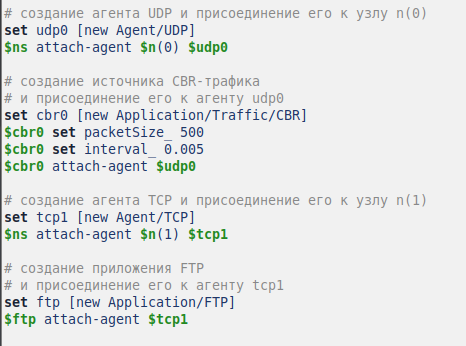 # создание агента UDP и присоединение его к узлу n(0)
set udp0 [new Agent/UDP]
$ns attach-agent $n(0) $udp0
# создание источника CBR-трафика
# и присоединение его к агенту udp0
set cbr0 [new Application/Traffic/CBR]
$cbr0 set packetSize_ 500
$cbr0 set interval_ 0.005
$cbr0 attach-agent $udp0
# создание агента TCP и присоединение его к узлу n(1)
set tcp1 [new Agent/TCP]
$ns attach-agent $n(1) $tcp1
# создание приложения FTP
# и присоединение его к агенту tcp1
set ftp [new Application/FTP]
$ftp attach-agent $tcp1